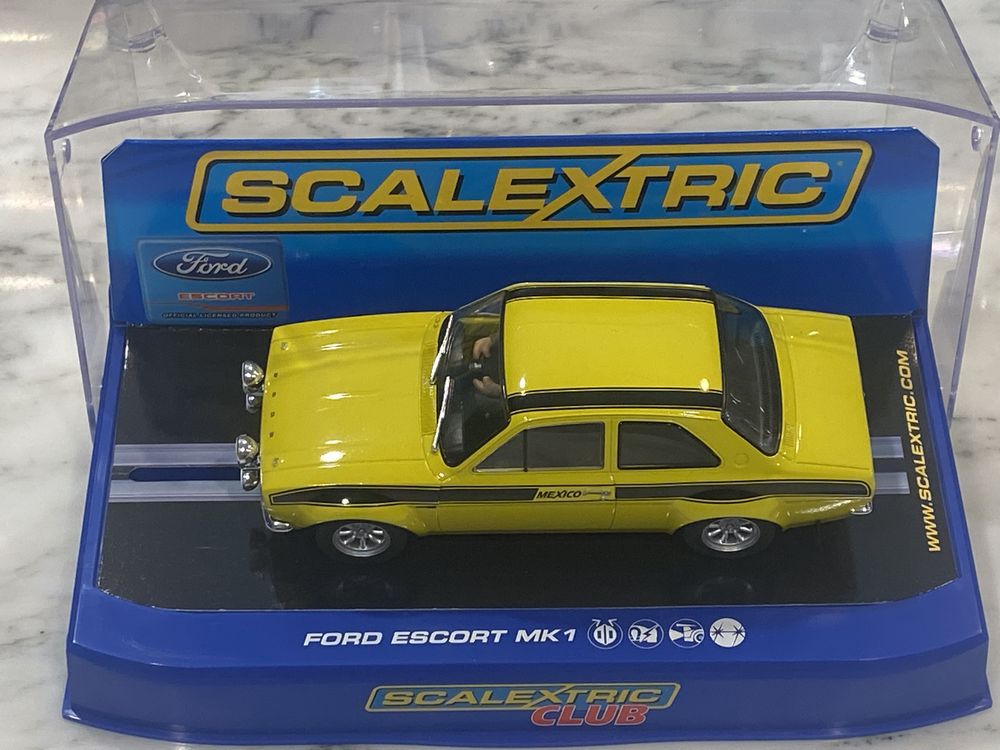 SCALEXTRIC
Ford
ESCORT
OFFICIAL LICENSED PRODUCT
MEXICO
WWW.SCALEXTRIC.COM
FORD ESCORT MK1
SCALEXTRIC
CLUB